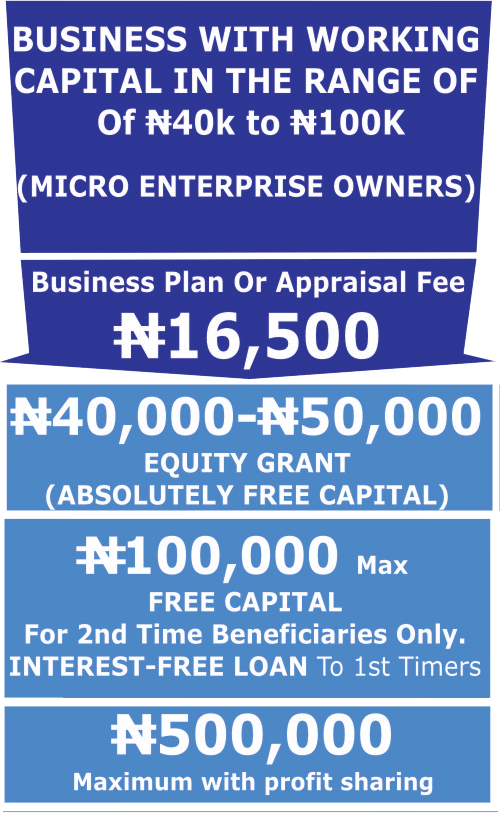 BUSINESS WITH WORKING
CAPITAL IN THE RANGE OF
Of ₦40k to ₦100K
(MICRO ENTERPRISE OWNERS)
Business Plan Or Appraisal Fee
₦16,500
₦40,000-₦50,000
EQUITY GRANT
(ABSOLUTELY FREE CAPITAL)
₦100,000 Max
FREE CAPITAL
For 2nd Time Beneficiaries Only.
INTEREST-FREE LOAN To 1st Timers
₦500,000
Maximum with profit sharing